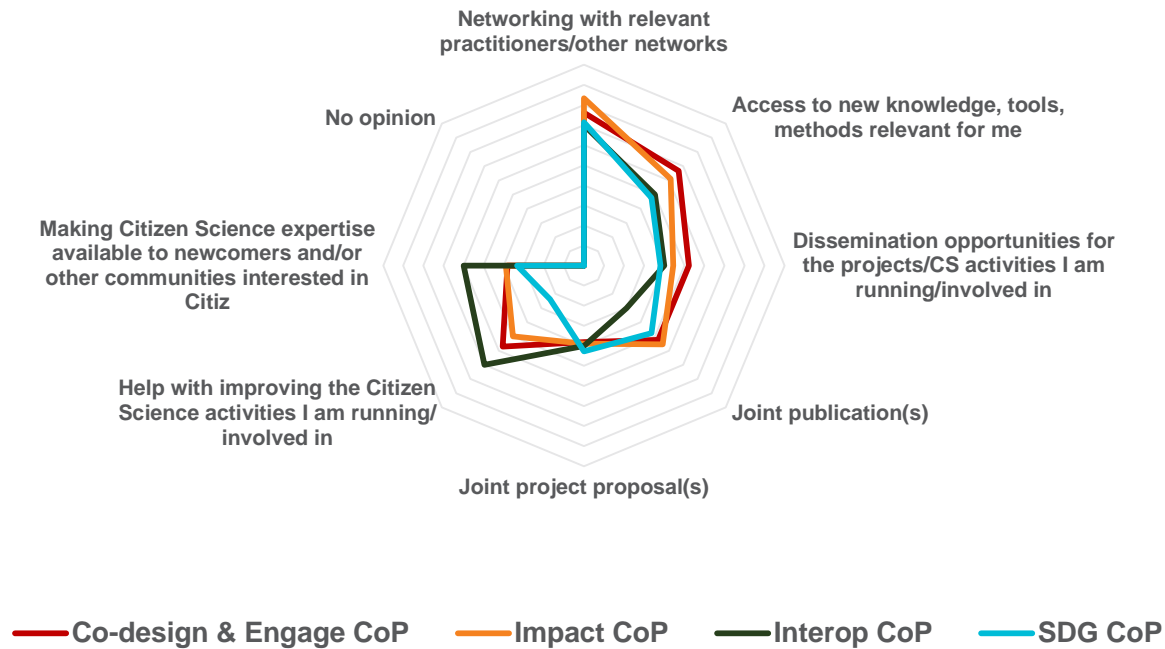 Networking with relevant
practitioners/other networks
Access to new knowledge, tools,
methods relevant for me
Dissemination opportunities for
the projects/CS activities I am
running/involved in
Joint publication(s)
Joint project proposal(s)
Help with improving the Citizen
Science activities I am running/
involved in
Making Citizen Science expertise
available to newcomers and/or
other communities interested in
Citiz
No opinion
Co-design & Engage CoP
Impact CoP
Interop CoP
SDG CoP